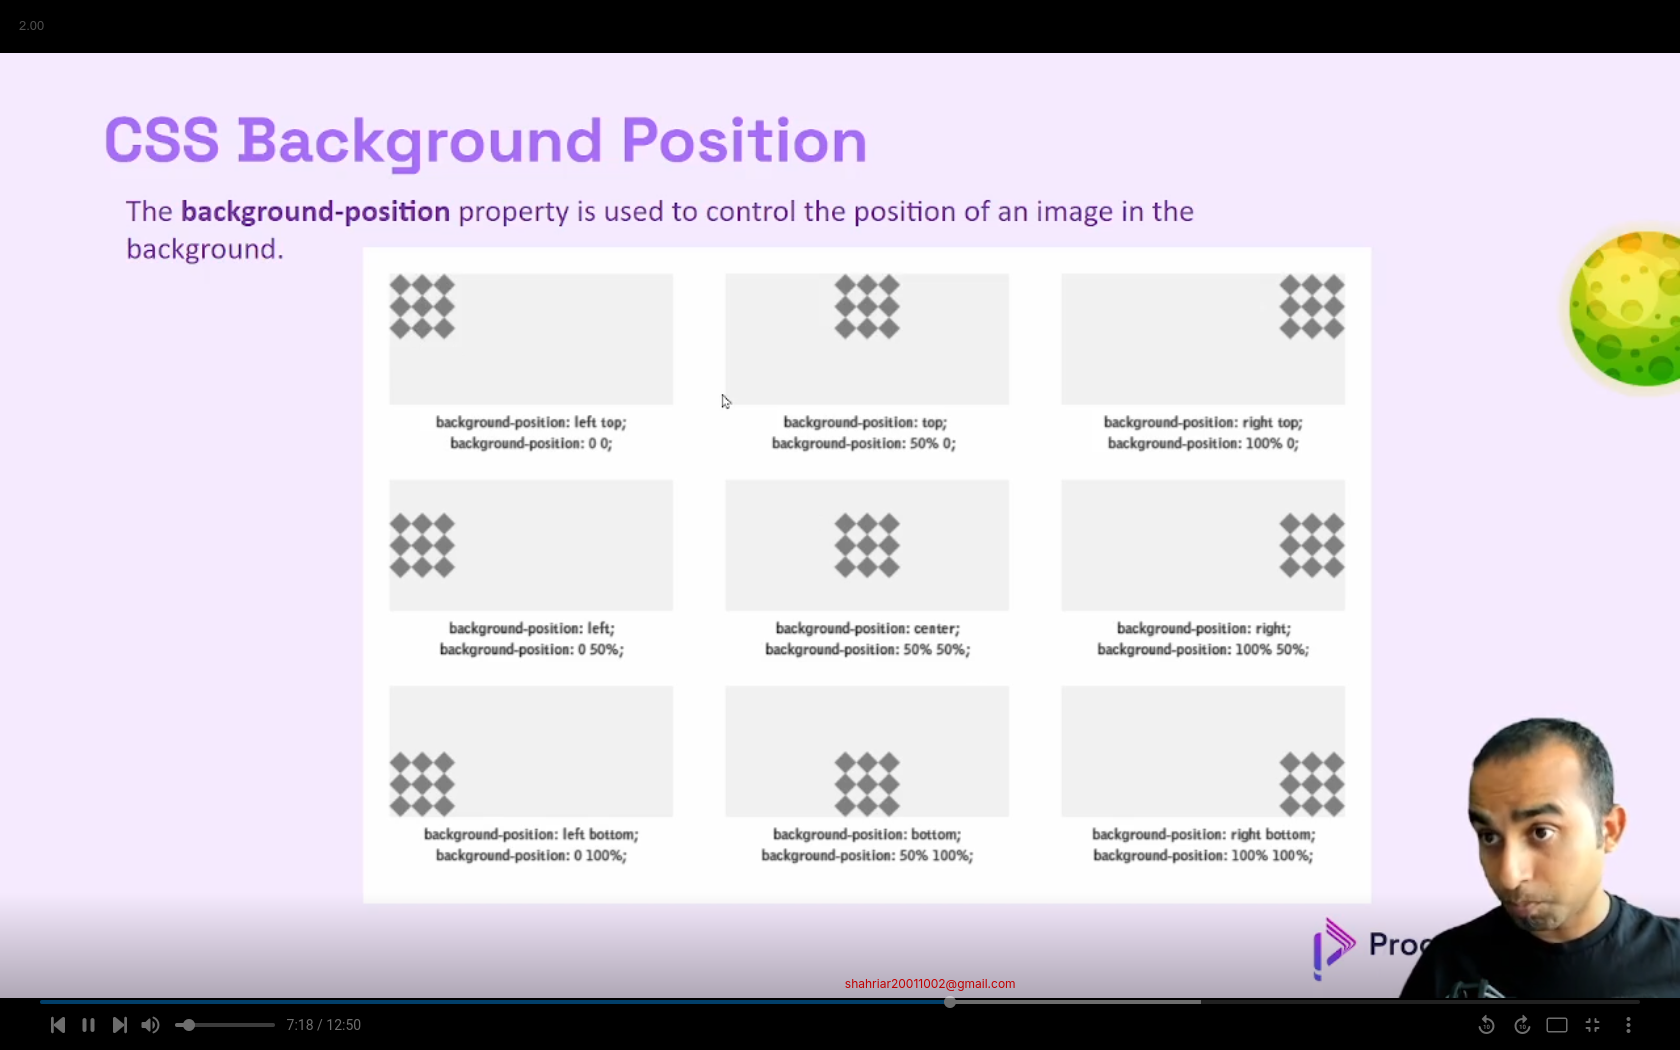 2.00
CSS Background Position
The background-position property is used to control the position of an image in the
background.
background-position: left top;
background-position: 0 0;
background-position: top;
background-position: 50% 0;
background-position: right top;
background-position: 100% 0;
background-position: left;
background-position: 0 50%;
background-position: center;
background-position: 50% 50%;
background-position: right;
background-position: 100% 50%;
background-position: left bottom;
background-position: 0 100%;
background-position: bottom;
background-position: 50% 100%;
background-position: right bottom;
background-position: 100% 100%;
shahriar20011002@gmail.com
7:18 / 12:50
10
10